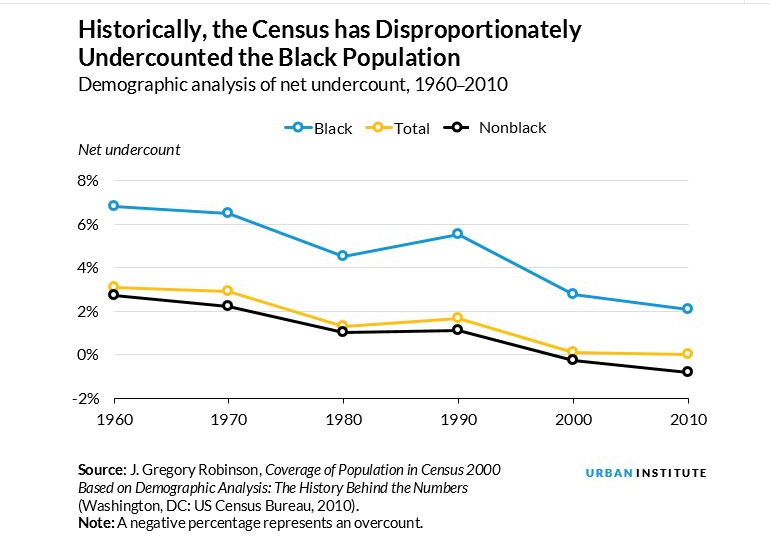 Historically, the Census has Disproportionately
Undercounted the Black Population
Demographic analysis of net undercount, 1960–2010
Black Total Nonblack
Net undercount
8%
6%
4%
2%
0%
-2%
1960 1970 1980 1990 2000 2010
Source: J. Gregory Robinson, Coverage of Population in Census 2000
Based on Demographic Analysis: The History Behind the Numbers
(Washington, DC: US Census Bureau, 2010).
Note: A negative percentage represents an overcount.
URBAN INSTITUTE